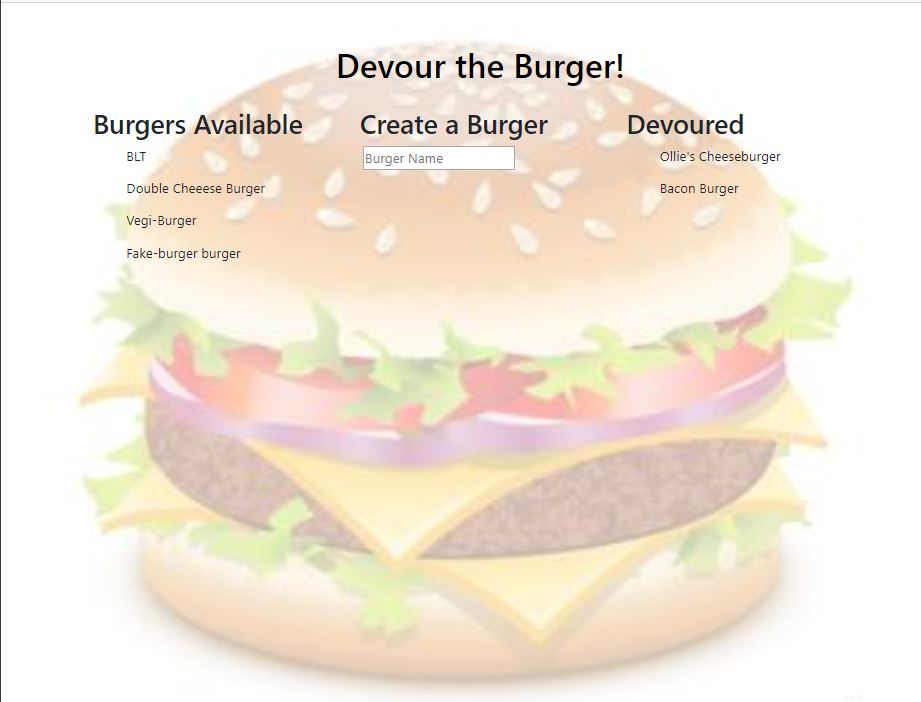 Devour the Burger!
Burgers Available
BLT
Double Cheeese Burger
Vegi-Burger
Fake-burger burger
Create a Burger
Burger Name
Devoured
Ollie's Cheeseburger
Bacon Burger